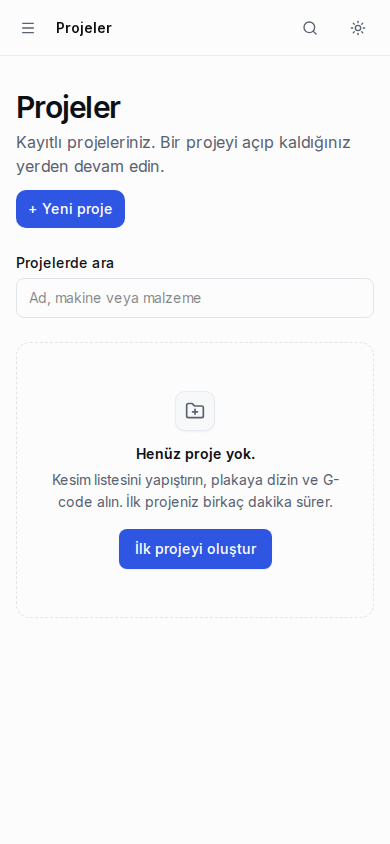 Projeler
Projeler
Kayıtlı projeleriniz. Bir projeyi açıp kaldığınız
yerden devam edin.
+ Yeni proje
Projelerde ara
Ad, makine veya malzeme
Henüz proje yok.
Kesim listesini yapıştırın, plakaya dizin ve G-
code alın. İlk projeniz birkaç dakika sürer.
İlk projeyi oluştur